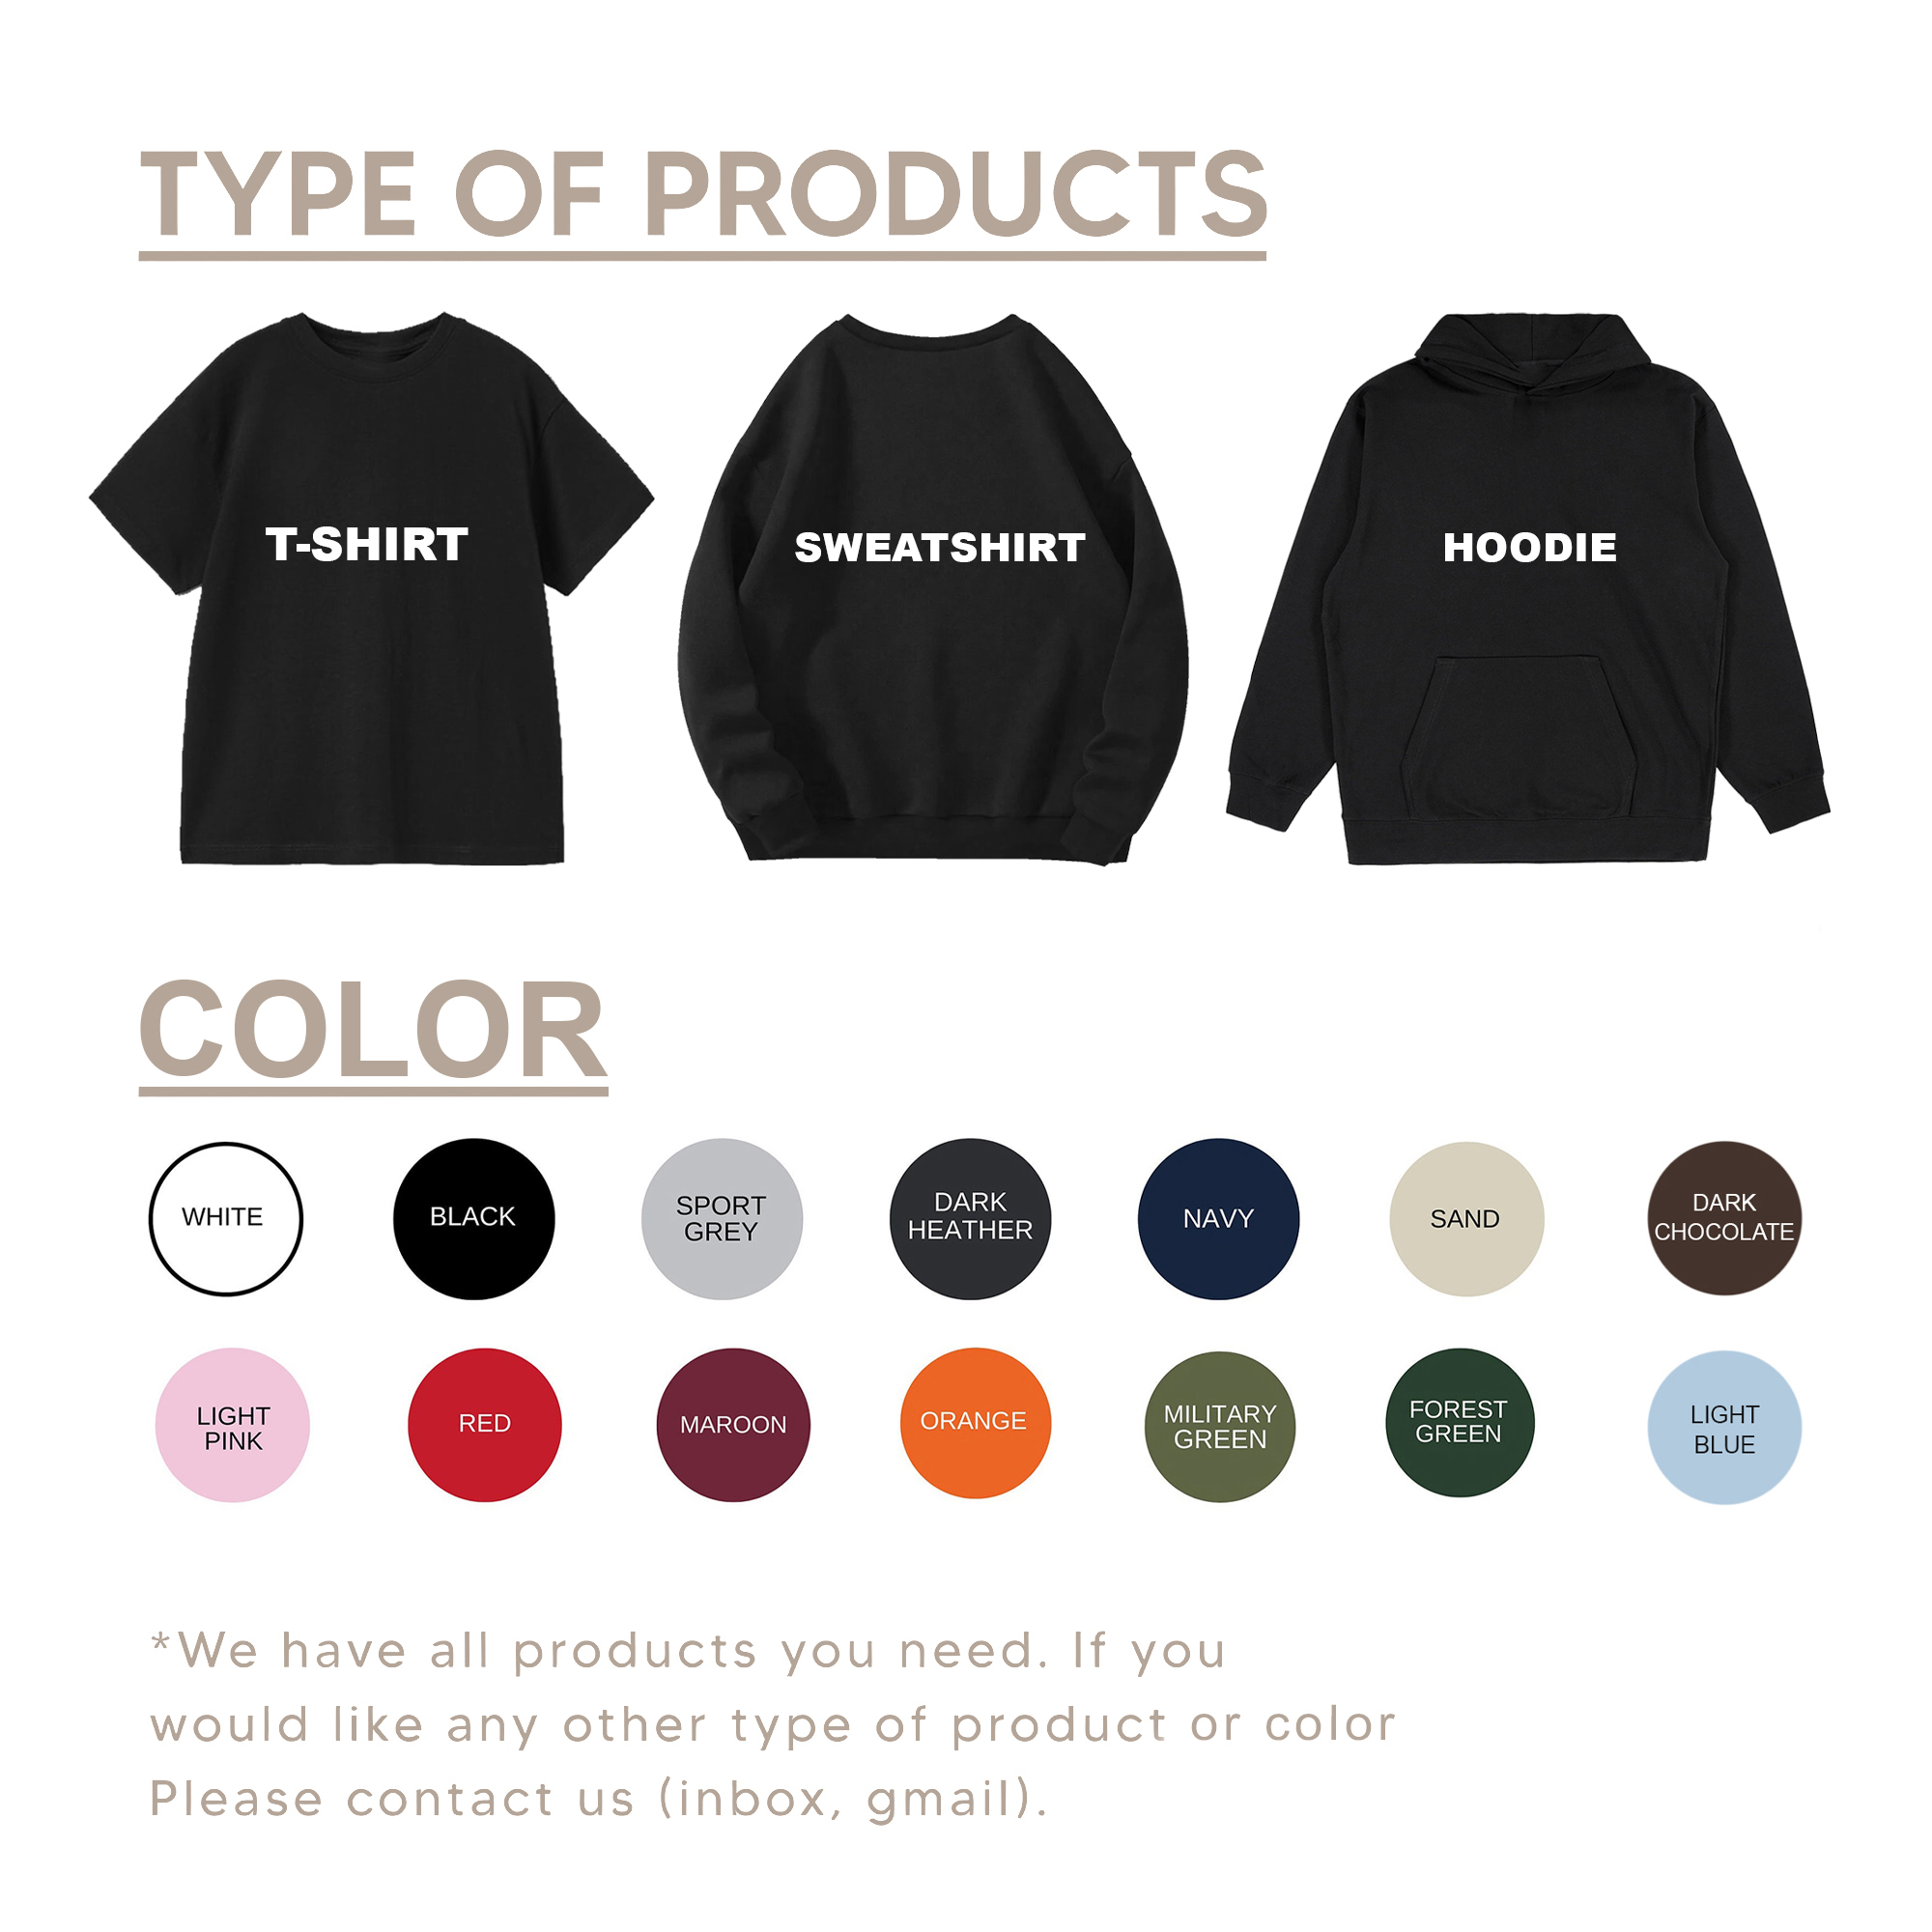 TYPE OF PRODUCTS
T-SHIRT
SWEATSHIRT
HOODIE
COLOR
WHITE
BLACK
SPORT
GREY
DARK
HEATHER
NAVY
SAND
DARK
CHOCOLATE
LIGHT
PINK
RED
MAROON
ORANGE
MILITARY
GREEN
FOREST
GREEN
LIGHT
BLUE
*We have all products you need. If you
would like any other type of product or color
Please contact us (inbox, gmail).